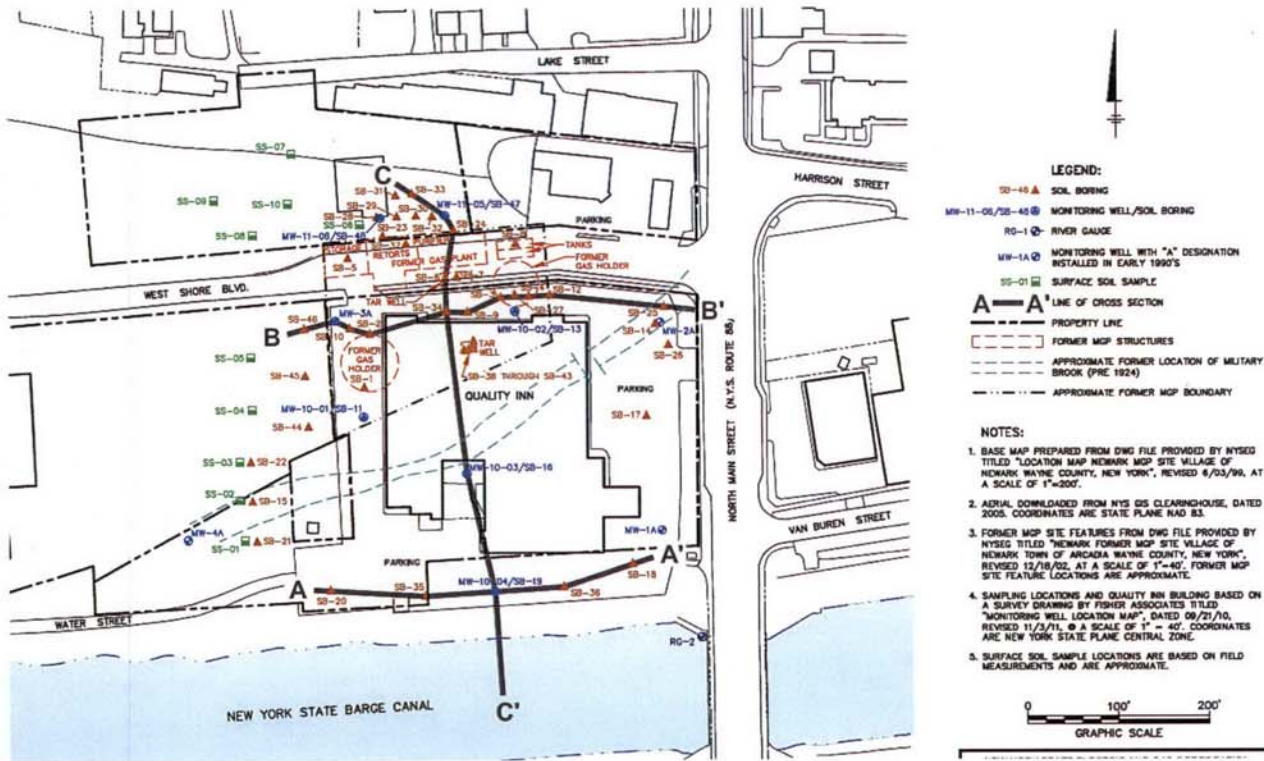 LAKE STREET
HARRISON STREET
SS-07
SS-09
SS-10
SS-08
SS-06
C
SB-31
SB-33
SB-29
SB-30
MW-11-05/SB-47
SB-28
SB-23
SB-32
SB-24
MW-11-06/SB-48
PARKING
STORAGE
PURIFIER
RETORTS
FORMER GAS PLANT
TANKS
FORMER
GAS HOLDER
SB-5
WEST SHORE BLVD.
TAR WELL
SB-12
SB-34
SB-9
SB-27
MW-3A
B
SB-46
SB-10
SB-2
MW-10-02/SB-13
SB-25
SB-14
MW-2A
B'
SB-26
FORMER
GAS
HOLDER
SB-1
TAR
WELL
SB-38 THROUGH SB-43
SS-05
SB-45
QUALITY INN
PARKING
SB-17
SS-04
MW-10-01/SB-11
SB-44
SS-03
SB-22
MW-10-03/SB-16
SS-02
SB-15
MW-4A
SS-01
SB-21
MW-1A
NORTH MAIN STREET (N.Y.S. ROUTE 88)
VAN BUREN STREET
PARKING
A
A'
SB-18
SB-20
SB-35
MW-10-04/SB-19
SB-36
WATER STREET
RG-2
NEW YORK STATE BARGE CANAL
C'
LEGEND:
SB-46 SOIL BORING
MW-11-06/SB-48 MONITORING WELL/SOIL BORING
RG-1 RIVER GAUGE
MW-1A MONITORING WELL WITH "A" DESIGNATION
INSTALLED IN EARLY 1990'S
SS-01 SURFACE SOIL SAMPLE
A A' LINE OF CROSS SECTION
PROPERTY LINE
FORMER MGP STRUCTURES
APPROXIMATE FORMER LOCATION OF MILITARY
BROOK (PRE 1924)
APPROXIMATE FORMER MGP BOUNDARY
NOTES:
1. BASE MAP PREPARED FROM DWG FILE PROVIDED BY NYSEG
TITLED "LOCATION MAP NEWARK MGP SITE VILLAGE OF
NEWARK WAYNE COUNTY, NEW YORK", REVISED 6/03/99, AT
A SCALE OF 1"=200'.
2. AERIAL DOWNLOADED FROM NYS GIS CLEARINGHOUSE, DATED
2005. COORDINATES ARE STATE PLANE NAD 83.
3. FORMER MGP SITE FEATURES FROM DWG FILE PROVIDED BY
NYSEG TITLED "NEWARK FORMER MGP SITE VILLAGE OF
NEWARK TOWN OF ARCADIA WAYNE COUNTY, NEW YORK",
REVISED 12/18/02, AT A SCALE OF 1"=40'. FORMER MGP
SITE FEATURE LOCATIONS ARE APPROXIMATE.
4. SAMPLING LOCATIONS AND QUALITY INN BUILDING BASED ON
A SURVEY DRAWING BY FISHER ASSOCIATES TITLED
"MONITORING WELL LOCATION MAP", DATED 09/21/10,
REVISED 11/3/11, @ A SCALE OF 1" = 40'. COORDINATES
ARE NEW YORK STATE PLANE CENTRAL ZONE.
5. SURFACE SOIL SAMPLE LOCATIONS ARE BASED ON FIELD
MEASUREMENTS AND ARE APPROXIMATE.
0 100' 200'
GRAPHIC SCALE